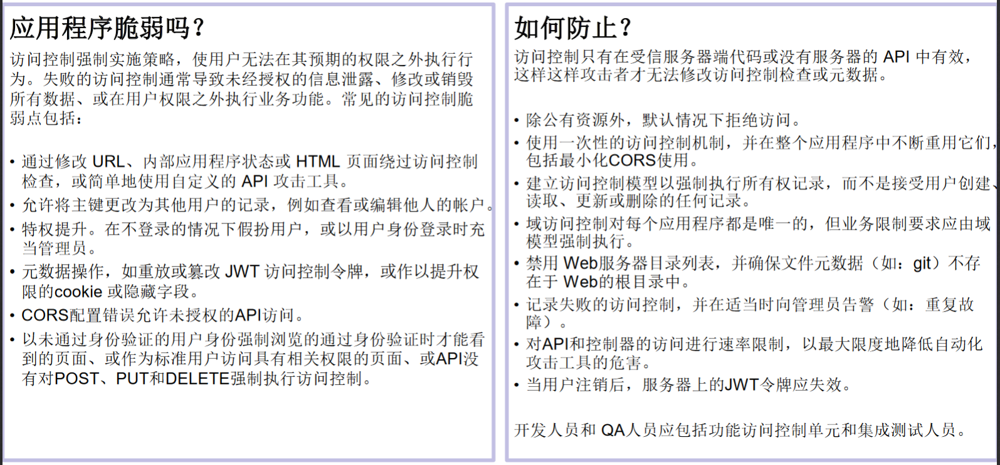 应用程序脆弱吗？
访问控制强制实施策略，使用户无法在其预期的权限之外执行行
为。失败的访问控制通常导致未经授权的信息泄露、修改或销毁
所有数据、或在用户权限之外执行业务功能。常见的访问控制脆
弱点包括：
• 通过修改 URL、内部应用程序状态或 HTML 页面绕过访问控制
检查，或简单地使用自定义的 API 攻击工具。
• 允许将主键更改为其他用户的记录，例如查看或编辑他人的帐户。
• 特权提升。在不登录的情况下假扮用户，或以用户身份登录时充
当管理员。
• 元数据操作，如重放或篡改 JWT 访问控制令牌，或作以提升权
限的cookie 或隐藏字段。
• CORS配置错误允许未授权的API访问。
• 以未通过身份验证的用户身份强制浏览的通过身份验证时才能看
到的页面、或作为标准用户访问具有相关权限的页面、或API没
有对POST、PUT和DELETE强制执行访问控制。
如何防止？
访问控制只有在受信服务器端代码或没有服务器的 API 中有效，
这样这样攻击者才无法修改访问控制检查或元数据。
• 除公有资源外，默认情况下拒绝访问。
• 使用一次性的访问控制机制，并在整个应用程序中不断重用它们，
包括最小化CORS使用。
• 建立访问控制模型以强制执行所有权记录，而不是接受用户创建、
读取、更新或删除的任何记录。
• 域访问控制对每个应用程序都是唯一的，但业务限制要求应由域
模型强制执行。
• 禁用 Web服务器目录列表，并确保文件元数据（如：git）不存
在于 Web的根目录中。
• 记录失败的访问控制，并在适当时向管理员告警（如：重复故
障）。
• 对API和控制器的访问进行速率限制，以最大限度地降低自动化
攻击工具的危害。
• 当用户注销后，服务器上的JWT令牌应失效。
开发人员和 QA人员应包括功能访问控制单元和集成测试人员。